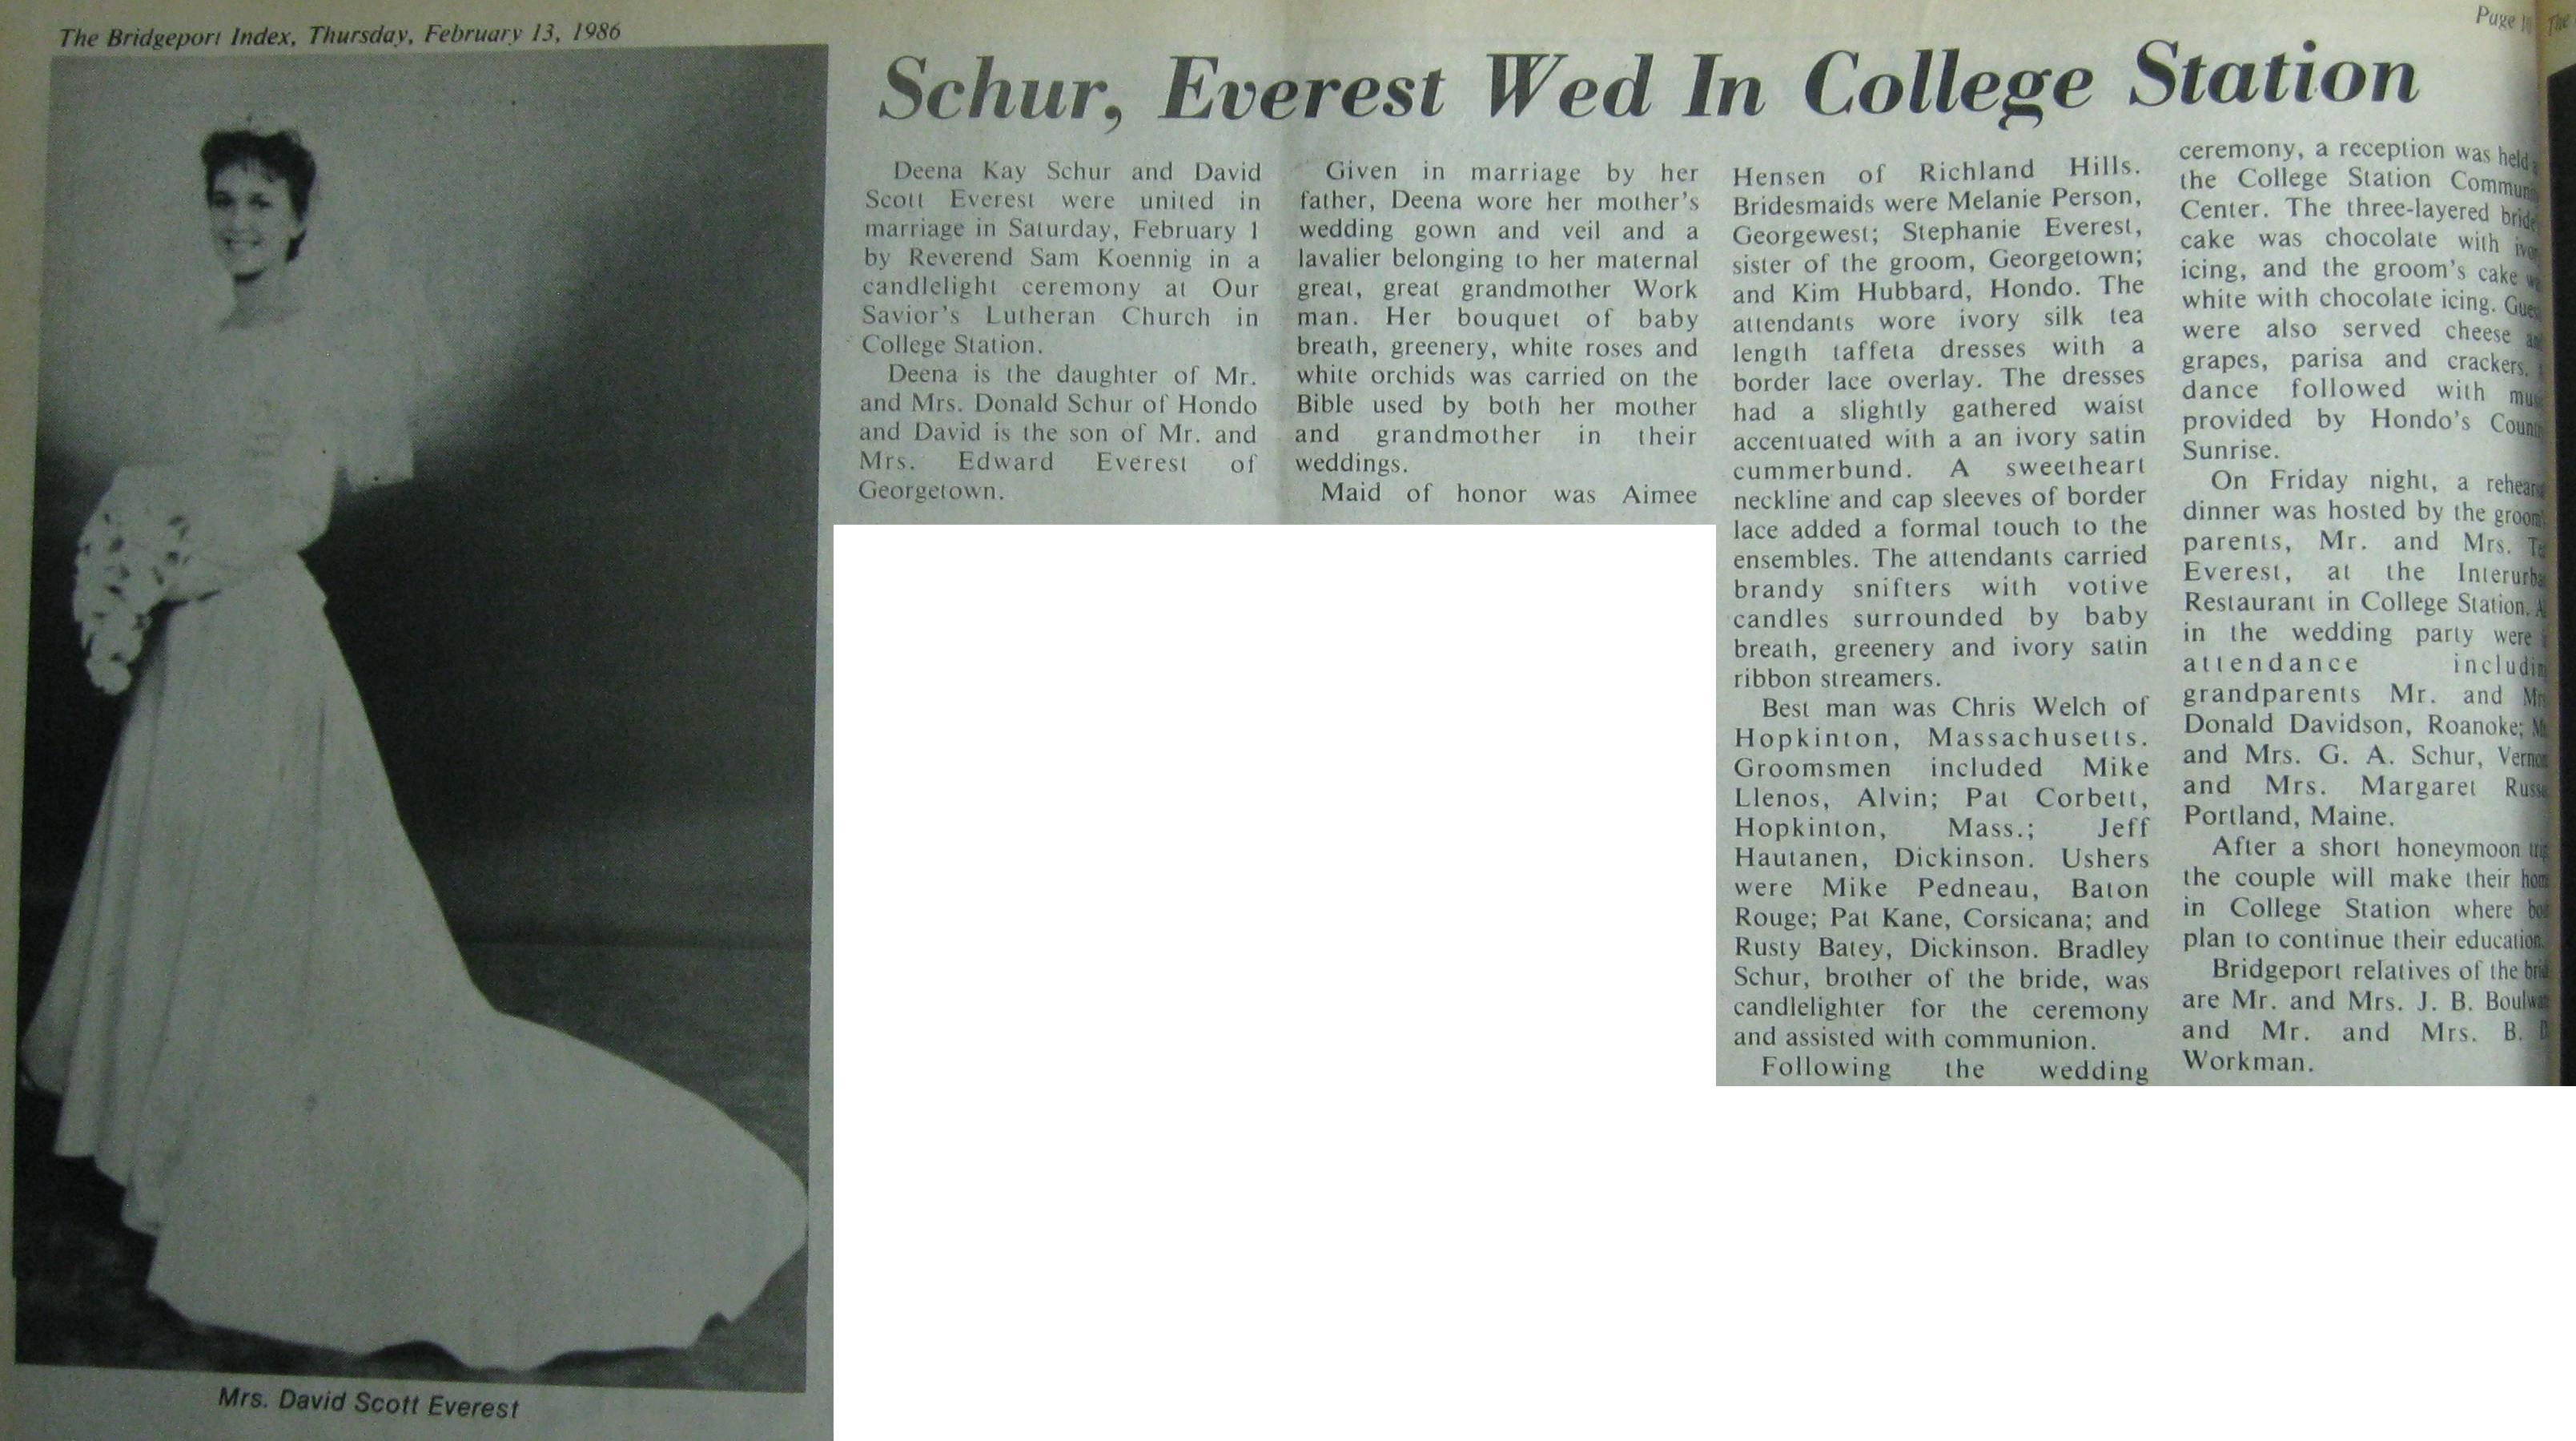 The Bridgeport Index, Thursday, February 13, 1986
Page
Schur, Everest Wed In College Station
Deena Kay Schur and David
Scott Everest were united in
marriage in Saturday, February 1
by Reverend Sam Koennig in a
candlelight ceremony at Our
Savior's Lutheran Church in
College Station.
Deena is the daughter of Mr.
and Mrs. Donald Schur of Hondo
and David is the son of Mr. and
Mrs. Edward Everest of
Georgetown.
Given in marriage by her
father, Deena wore her mother's
wedding gown and veil and a
lavalier belonging to her maternal
great, great grandmother Work
man. Her bouquet of baby
breath, greenery, white roses and
white orchids was carried on the
Bible used by both her mother
and grandmother in their
weddings.
Maid of honor was Aimee
Hensen of Richland Hills.
Bridesmaids were Melanie Person,
Georgewest; Stephanie Everest,
sister of the groom, Georgetown;
and Kim Hubbard, Hondo. The
attendants wore ivory silk tea
length taffeta dresses with a
border lace overlay. The dresses
had a slightly gathered waist
accentuated with a an ivory satin
cummerbund. A sweetheart
neckline and cap sleeves of border
lace added a formal touch to the
ensembles. The attendants carried
brandy snifters with votive
candles surrounded by baby
breath, greenery and ivory satin
ribbon streamers.
Best man was Chris Welch of
Hopkinton, Massachusetts.
Groomsmen included Mike
Llenos, Alvin; Pat Corbett,
Hopkinton, Mass.; Jeff
Hautanen, Dickinson. Ushers
were Mike Pedneau, Baton
Rouge; Pat Kane, Corsicana; and
Rusty Batey, Dickinson. Bradley
Schur, brother of the bride, was
candlelighter for the ceremony
and assisted with communion.
Following the wedding
ceremony, a reception was held
the College Station
Center. The three-layered
cake was chocolate with
icing, and the groom's cake
white with chocolate icing.
were also served cheese
grapes, parisa and crackers.
dance followed with
provided by Hondo's
Sunrise.
On Friday night, a
dinner was hosted by the
parents, Mr. and Mrs.
Everest, at the
Restaurant in College Station.
in the wedding party were
attendance
grandparents Mr. and
Donald Davidson, Roanoke;
and Mrs. G. A. Schur,
and Mrs. Margaret
Portland, Maine.
After a short honeymoon
the couple will make their
in College Station where
plan to continue their education.
Bridgeport relatives of the
are Mr. and Mrs. J. B.
and Mr. and Mrs. B.
Workman.
Mrs. David Scott Everest